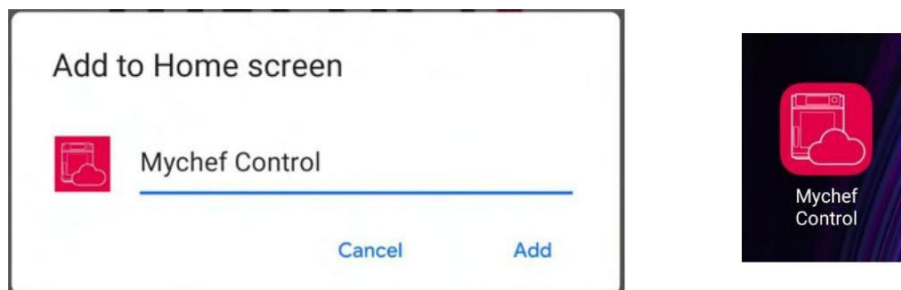 Add to Home screen
Mychef Control
Cancel Add
Mychef
Control